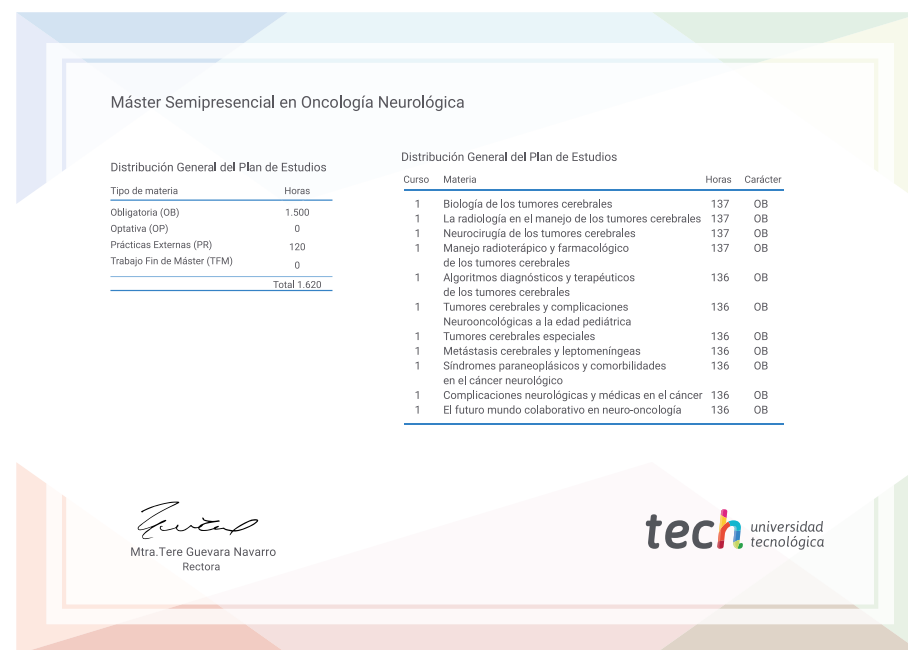 Máster Semipresencial en Oncología Neurológica
Distribución General del Plan de Estudios
Tipo de materia Horas
Obligatoria (OB) 1.500
Optativa (OP) 0
Prácticas Externas (PR) 120
Trabajo Fin de Máster (TFM) 0
Total 1.620
Distribución General del Plan de Estudios
Curso Materia Horas Carácter
1 Biología de los tumores cerebrales 137 OB
1 La radiología en el manejo de los tumores cerebrales 137 OB
1 Neurocirugía de los tumores cerebrales 137 OB
1 Manejo radioterápico y farmacológico 137 OB
de los tumores cerebrales
1 Algoritmos diagnósticos y terapéuticos 136 OB
de los tumores cerebrales
1 Tumores cerebrales y complicaciones 136 OB
Neurooncológicas a la edad pediátrica
1 Tumores cerebrales especiales 136 OB
1 Metástasis cerebrales y leptomeníngeas 136 OB
1 Síndromes paraneoplásicos y comorbilidades 136 OB
en el cáncer neurológico
1 Complicaciones neurológicas y médicas en el cáncer 136 OB
1 El futuro mundo colaborativo en neuro-oncología 136 OB
Mtra.Tere Guevara Navarro
Rectora
tech universidad
tecnológica